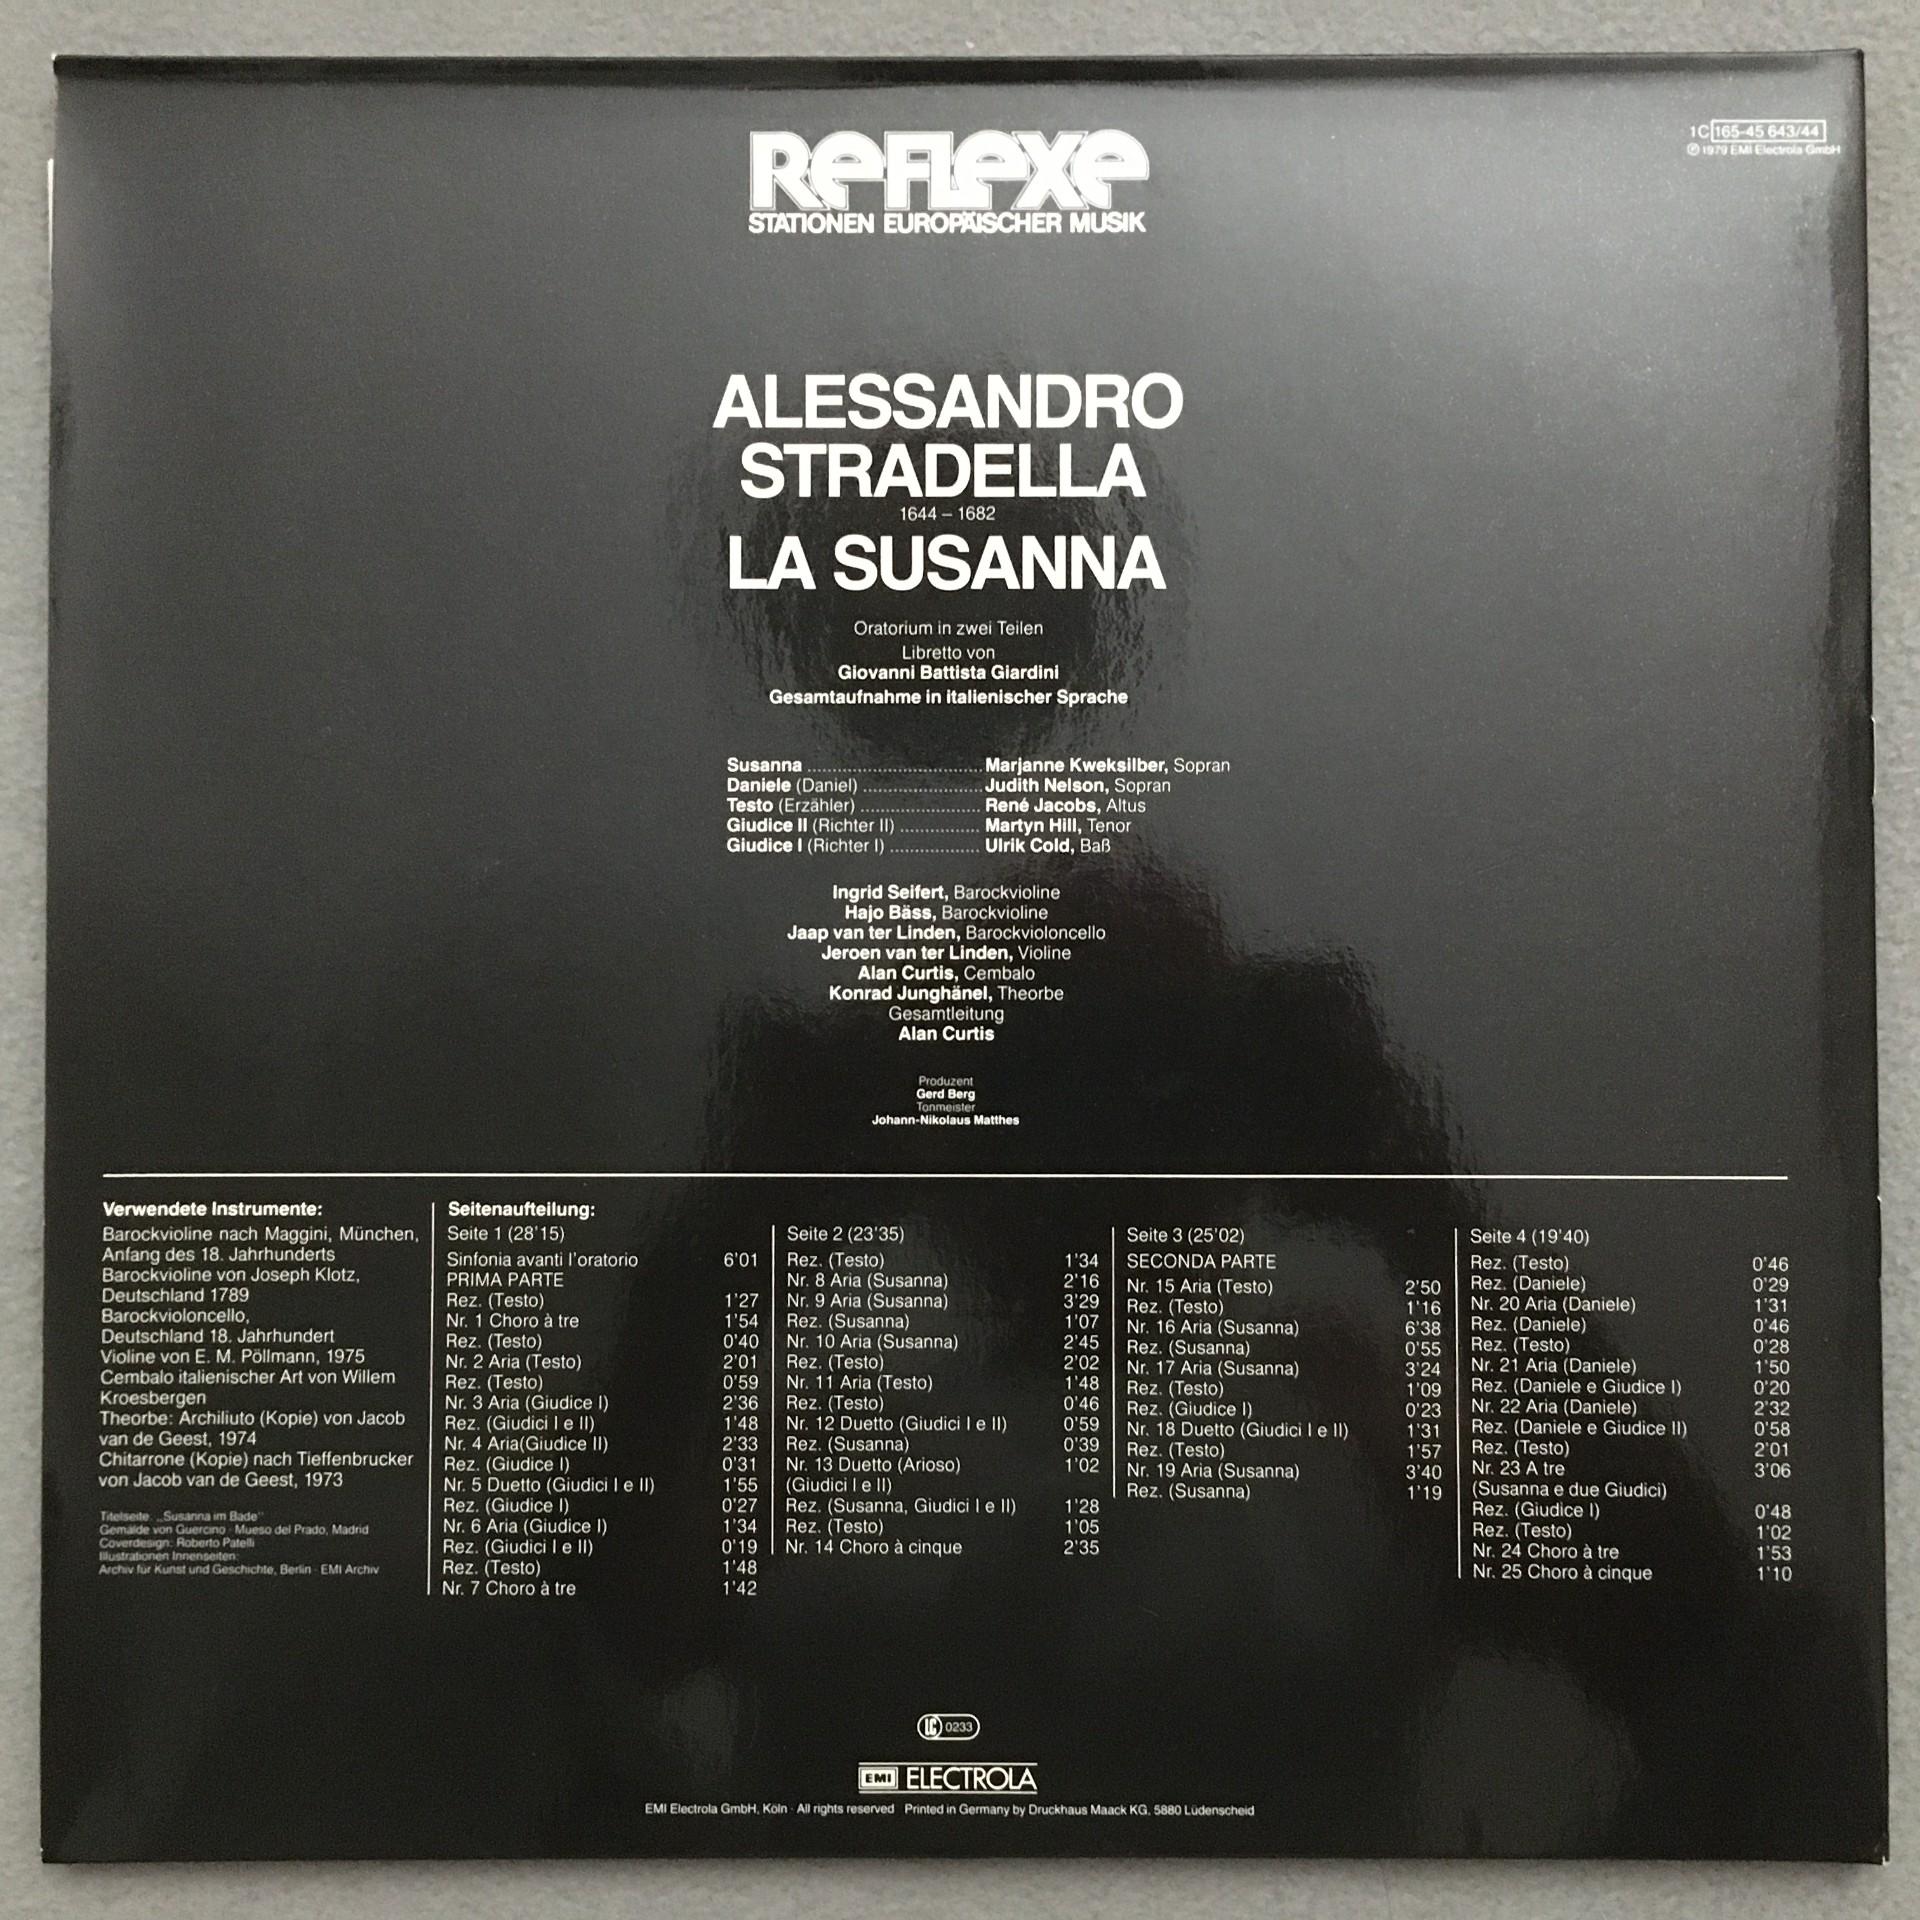 REFLEXE
STATIONEN EUROPÄISCHER MUSIK
1C 165-45 643/44
℗ 1979 EMI Electrola GmbH
ALESSANDRO
STRADELLA
1644 – 1682
LA SUSANNA
Oratorium in zwei Teilen
Libretto von
Giovanni Battista Giardini
Gesamtaufnahme in italienischer Sprache
Susanna ................................... Marjanne Kweksilber, Sopran
Daniele (Daniel) ........................ Judith Nelson, Sopran
Testo (Erzähler) ........................ René Jacobs, Altus
Giudice II (Richter II) ................ Martyn Hill, Tenor
Giudice I (Richter I) .................. Ulrik Cold, Baß
Ingrid Seifert, Barockvioline
Hajo Bäss, Barockvioline
Jaap van ter Linden, Barockvioloncello
Jeroen van ter Linden, Violine
Alan Curtis, Cembalo
Konrad Junghänel, Theorbe
Gesamtleitung
Alan Curtis
Produzent
Gerd Berg
Tonmeister
Johann-Nikolaus Matthes
Verwendete Instrumente:
Barockvioline nach Maggini, München,
Anfang des 18. Jahrhunderts
Barockvioline von Joseph Klotz,
Deutschland 1789
Barockvioloncello,
Deutschland 18. Jahrhundert
Violine von E. M. Pöllmann, 1975
Cembalo italienischer Art von Willem
Kroesbergen
Theorbe: Archiliuto (Kopie) von Jacob
van de Geest, 1974
Chitarrone (Kopie) nach Tieffenbrucker
von Jacob van de Geest, 1973
Titelseite: „Susanna im Bade"
Gemälde von Guercino · Mueso del Prado, Madrid
Coverdesign: Roberto Patelli
Illustrationen Innenseiten:
Archiv für Kunst und Geschichte, Berlin · EMI Archiv
Seitenaufteilung:
Seite 1 (28'15)
Sinfonia avanti l'oratorio 6'01
PRIMA PARTE
Rez. (Testo) 1'27
Nr. 1 Choro à tre 1'54
Rez. (Testo) 0'40
Nr. 2 Aria (Testo) 2'01
Rez. (Testo) 0'59
Nr. 3 Aria (Giudice I) 2'36
Rez. (Giudici I e II) 1'48
Nr. 4 Aria(Giudice II) 2'33
Rez. (Giudice I) 0'31
Nr. 5 Duetto (Giudici I e II) 1'55
Rez. (Giudice I) 0'27
Nr. 6 Aria (Giudice I) 1'34
Rez. (Giudici I e II) 0'19
Rez. (Testo) 1'48
Nr. 7 Choro à tre 1'42
Seite 2 (23'35)
Rez. (Testo) 1'34
Nr. 8 Aria (Susanna) 2'16
Nr. 9 Aria (Susanna) 3'29
Rez. (Susanna) 1'07
Nr. 10 Aria (Susanna) 2'45
Rez. (Testo) 2'02
Nr. 11 Aria (Testo) 1'48
Rez. (Testo) 0'46
Nr. 12 Duetto (Giudici I e II) 0'59
Rez. (Susanna) 0'39
Nr. 13 Duetto (Arioso) 1'02
(Giudici I e II)
Rez. (Susanna, Giudici I e II) 1'28
Rez. (Testo) 1'05
Nr. 14 Choro à cinque 2'35
Seite 3 (25'02)
SECONDA PARTE
Nr. 15 Aria (Testo) 2'50
Rez. (Testo) 1'16
Nr. 16 Aria (Susanna) 6'38
Rez. (Susanna) 0'55
Nr. 17 Aria (Susanna) 3'24
Rez. (Testo) 1'09
Rez. (Giudice I) 0'23
Nr. 18 Duetto (Giudici I e II) 1'31
Rez. (Testo) 1'57
Nr. 19 Aria (Susanna) 3'40
Rez. (Susanna) 1'19
Seite 4 (19'40)
Rez. (Testo) 0'46
Rez. (Daniele) 0'29
Nr. 20 Aria (Daniele) 1'31
Rez. (Daniele) 0'46
Rez. (Testo) 0'28
Nr. 21 Aria (Daniele) 1'50
Rez. (Daniele e Giudice I) 0'20
Nr. 22 Aria (Daniele) 2'32
Rez. (Daniele e Giudice II) 0'58
Rez. (Testo) 2'01
Nr. 23 A tre 3'06
(Susanna e due Giudici)
Rez. (Giudice I) 0'48
Rez. (Testo) 1'02
Nr. 24 Choro à tre 1'53
Nr. 25 Choro à cinque 1'10
LC 0233
EMI ELECTROLA
EMI Electrola GmbH, Köln · All rights reserved Printed in Germany by Druckhaus Maack KG, 5880 Lüdenscheid